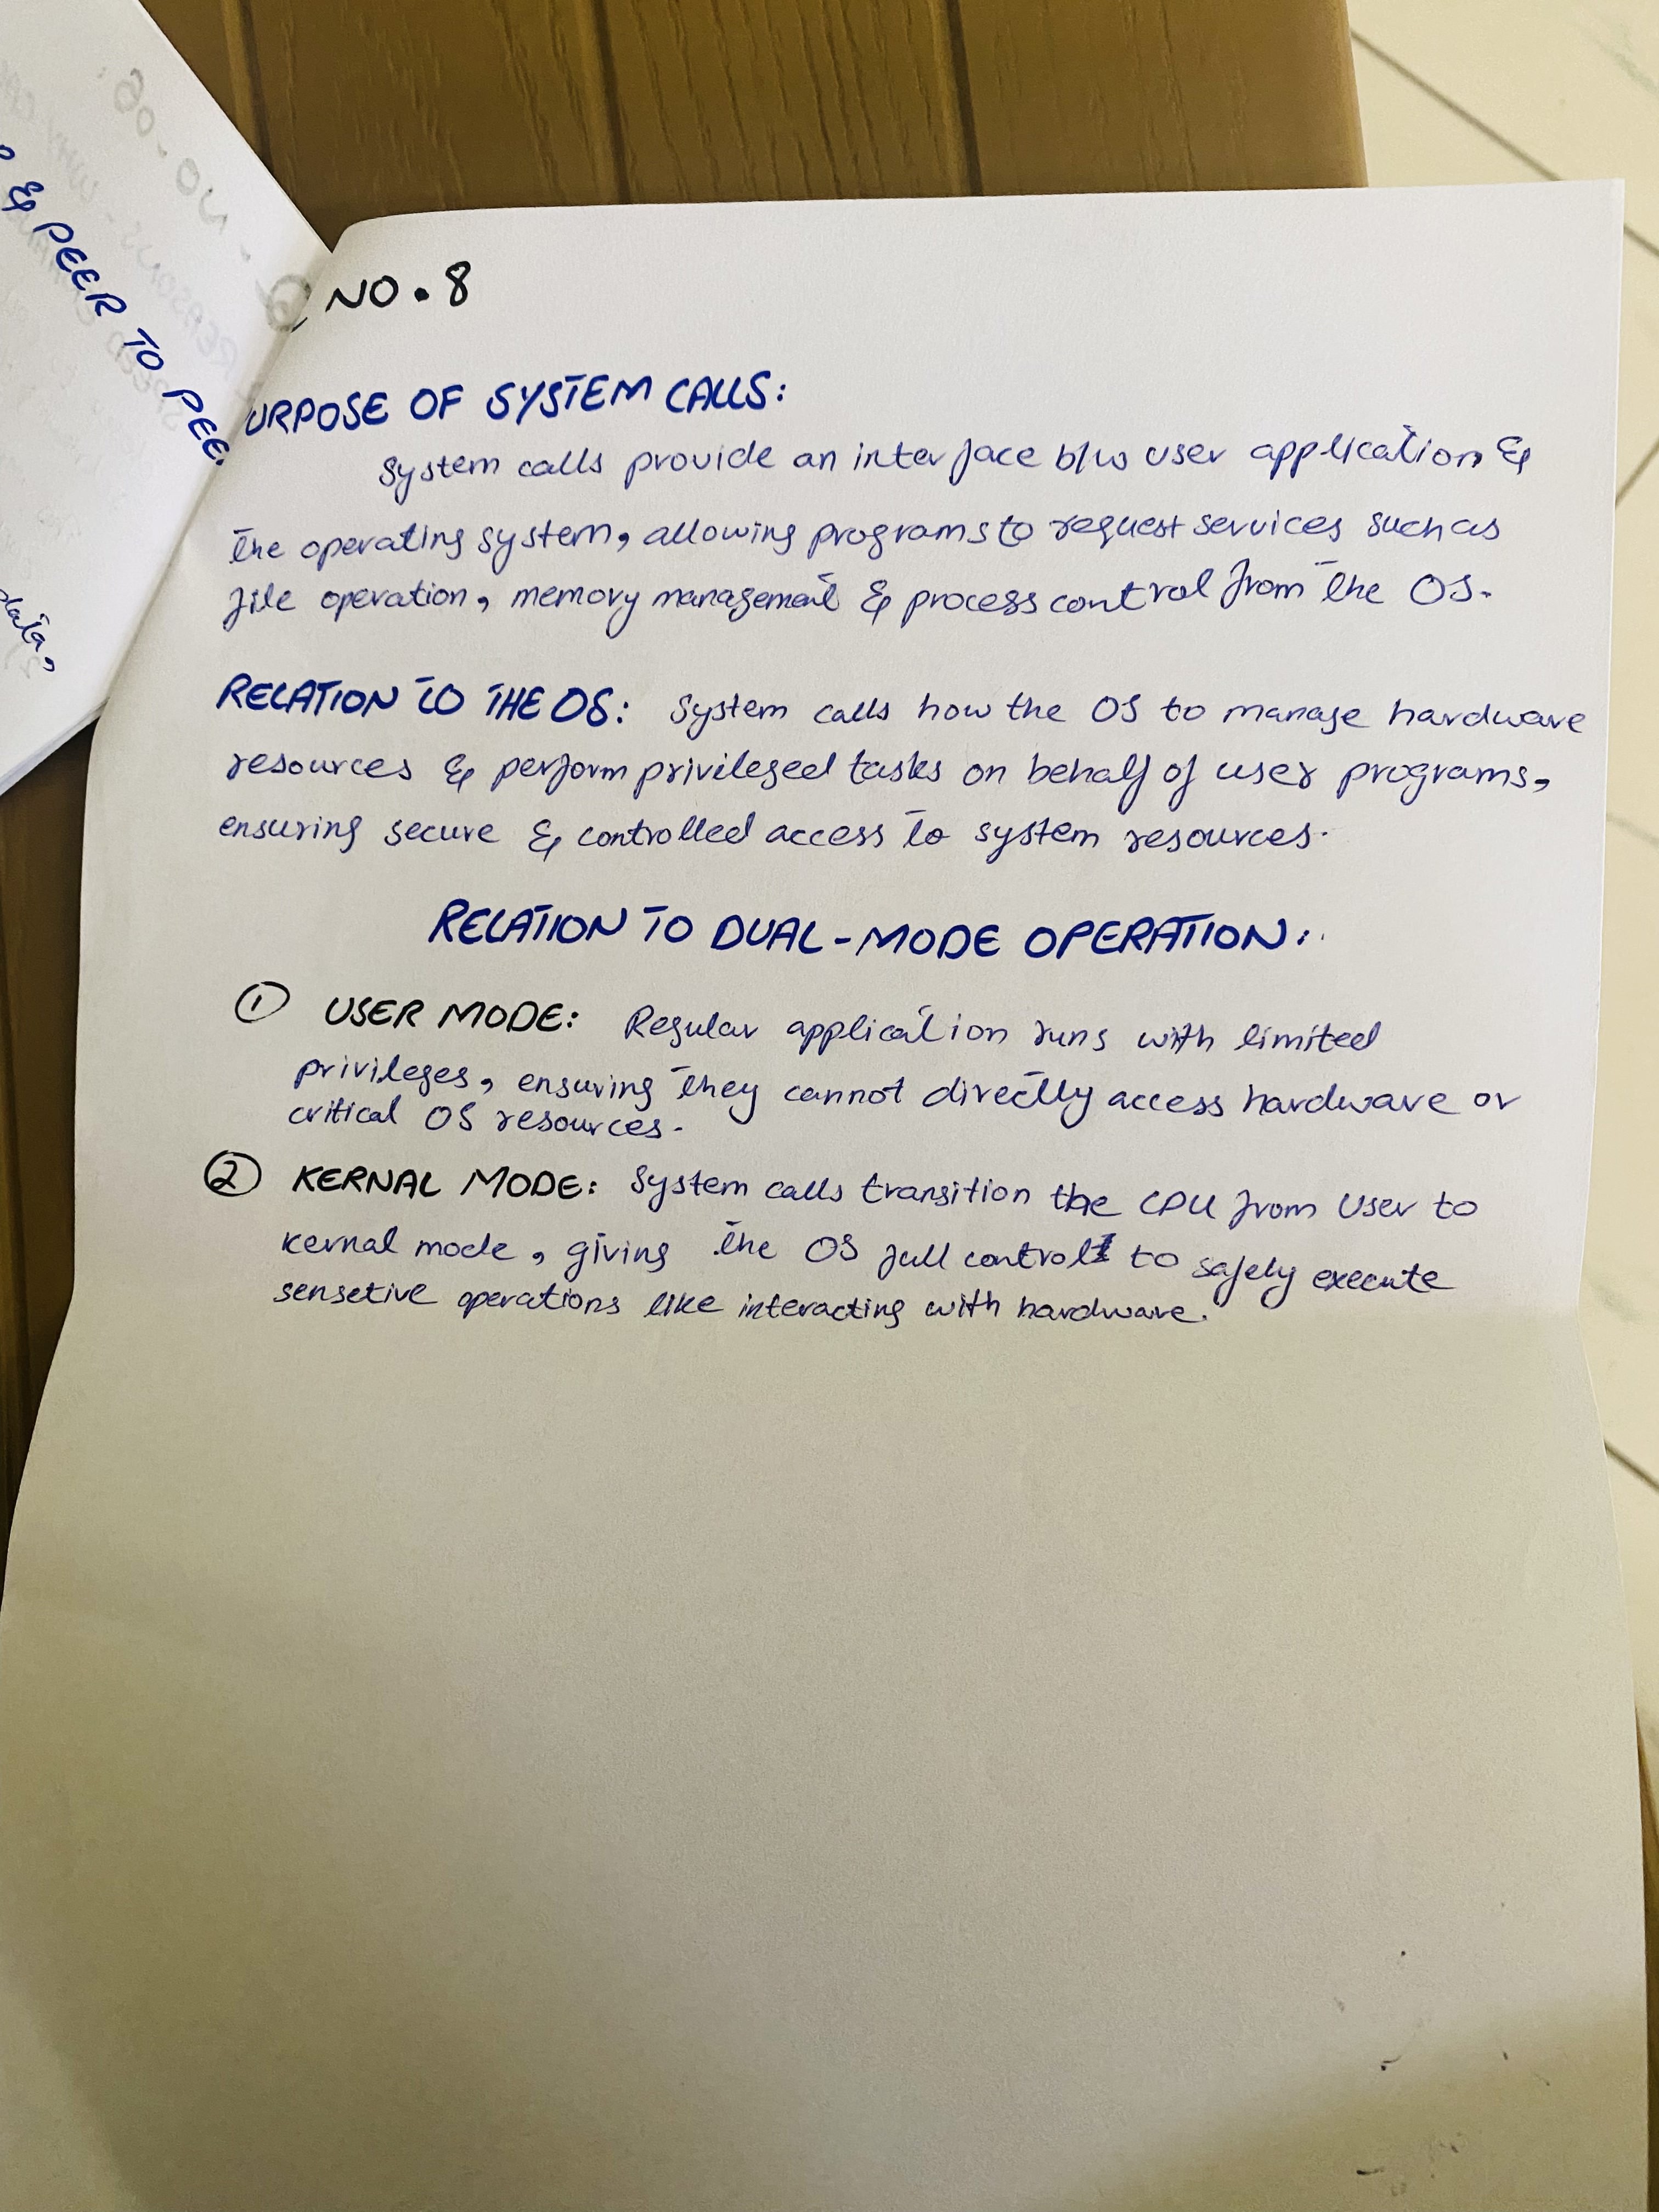 & PEER TO PEE
data,
NO. 8
URPOSE OF SYSTEM CALLS:
System calls provide an interface b/w user application &
the operating system, allowing programs to request services such as
file operation, memory management & process control from the OS.
RELATION TO THE OS: System calls how the OS to manage hardware
resources & perform privileged tasks on behalf of user programs,
ensuring secure & controlled access to system resources.
RELATION TO DUAL-MODE OPERATION:
① USER MODE: Regular application runs with limited
privileges, ensuring they cannot directly access hardware or
critical OS resources.
② KERNAL MODE: System calls transition the CPU from User to
kernal mode, giving the OS full control to safely execute
sensetive operations like interacting with hardware.